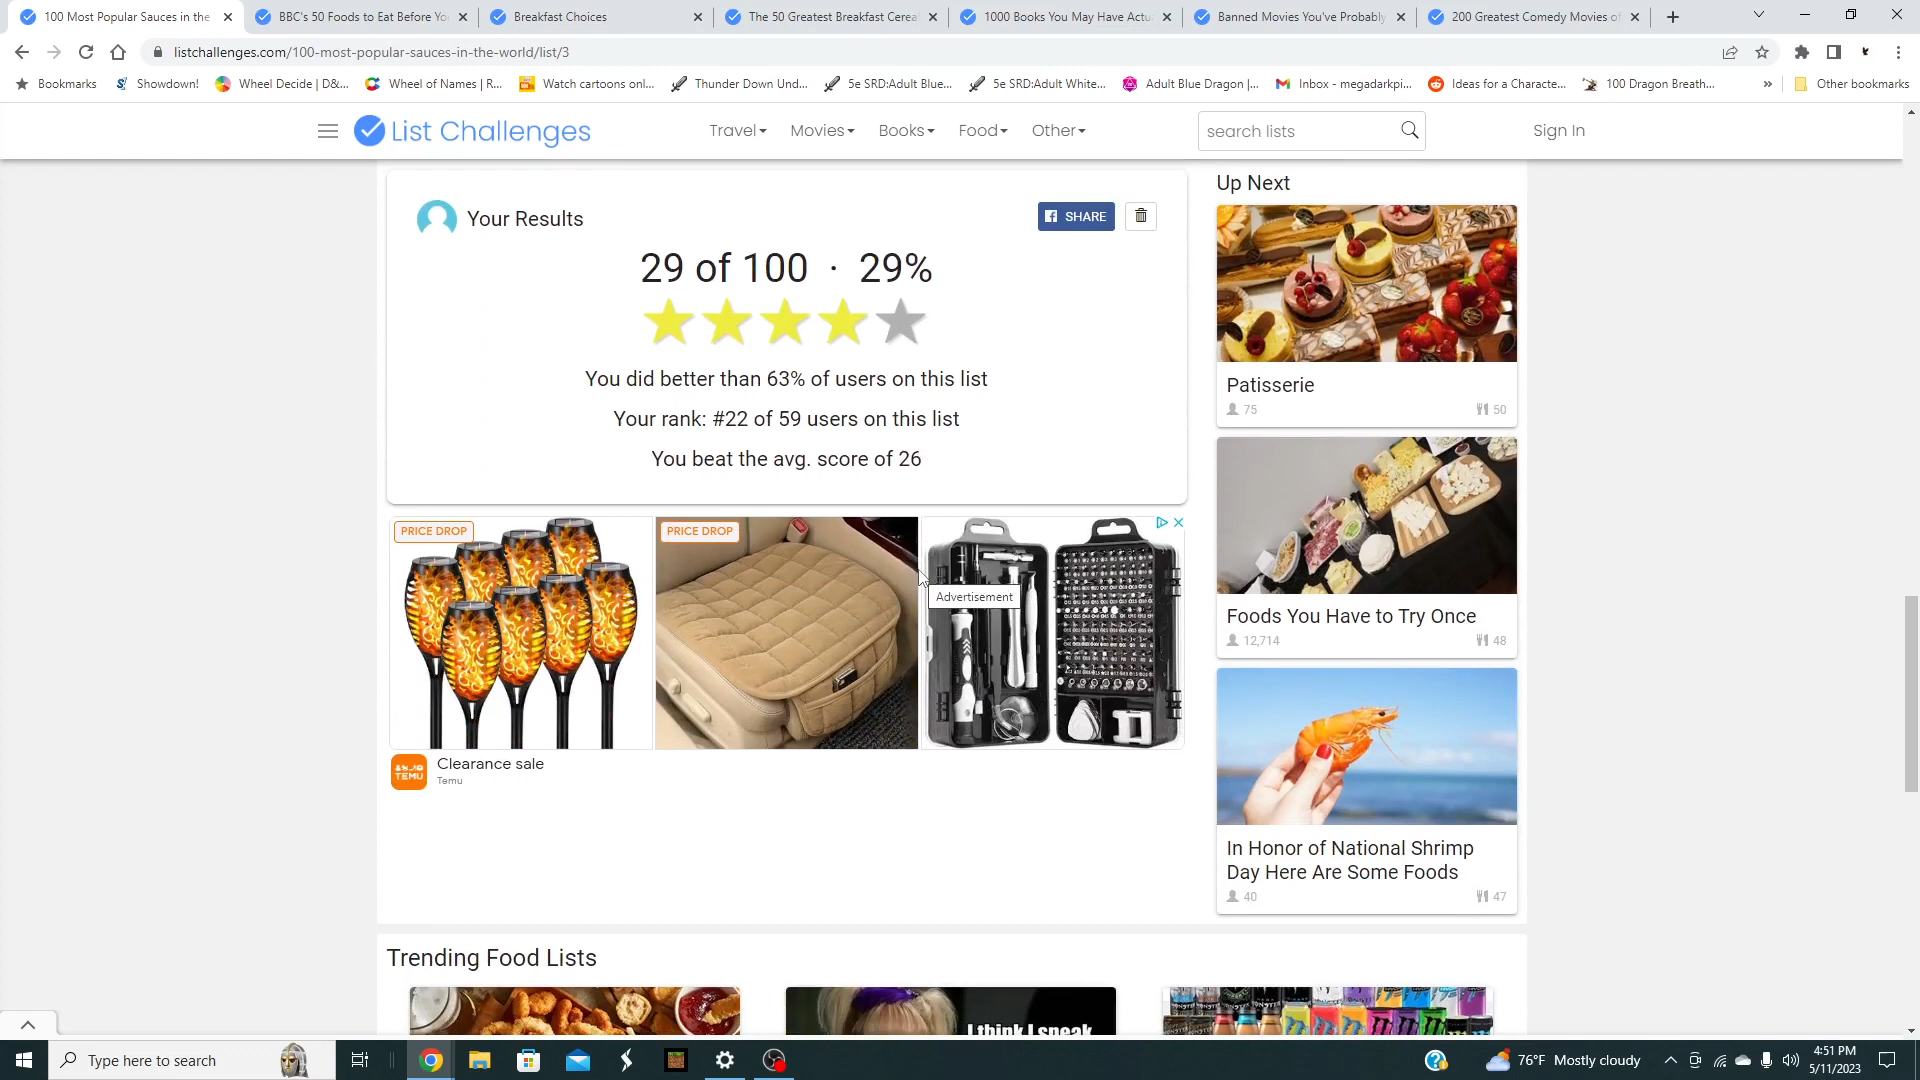 100 Most Popular Sauces in the
BBC's 50 Foods to Eat Before Yo
Breakfast Choices
The 50 Greatest Breakfast Cerea
1000 Books You May Have Actu
Banned Movies You've Probably
200 Greatest Comedy Movies of
listchallenges.com/100-most-popular-sauces-in-the-world/list/3
Bookmarks
Showdown!
Wheel Decide | D&...
Wheel of Names | R...
Watch cartoons onl...
Thunder Down Und...
5e SRD:Adult Blue...
5e SRD:Adult White...
Adult Blue Dragon |...
Inbox - megadarkpi...
Ideas for a Characte...
100 Dragon Breath...
»
Other bookmarks
List Challenges
Travel
Movies
Books
Food
Other
search lists
Sign In
Your Results
SHARE
29 of 100 · 29%
You did better than 63% of users on this list
Your rank: #22 of 59 users on this list
You beat the avg. score of 26
PRICE DROP
PRICE DROP
Advertisement
TEMU
Clearance sale
Temu
Up Next
Patisserie
75
50
Foods You Have to Try Once
12,714
48
In Honor of National Shrimp
Day Here Are Some Foods
40
47
Trending Food Lists
I think I speak
Type here to search
76°F Mostly cloudy
4:51 PM
5/11/2023